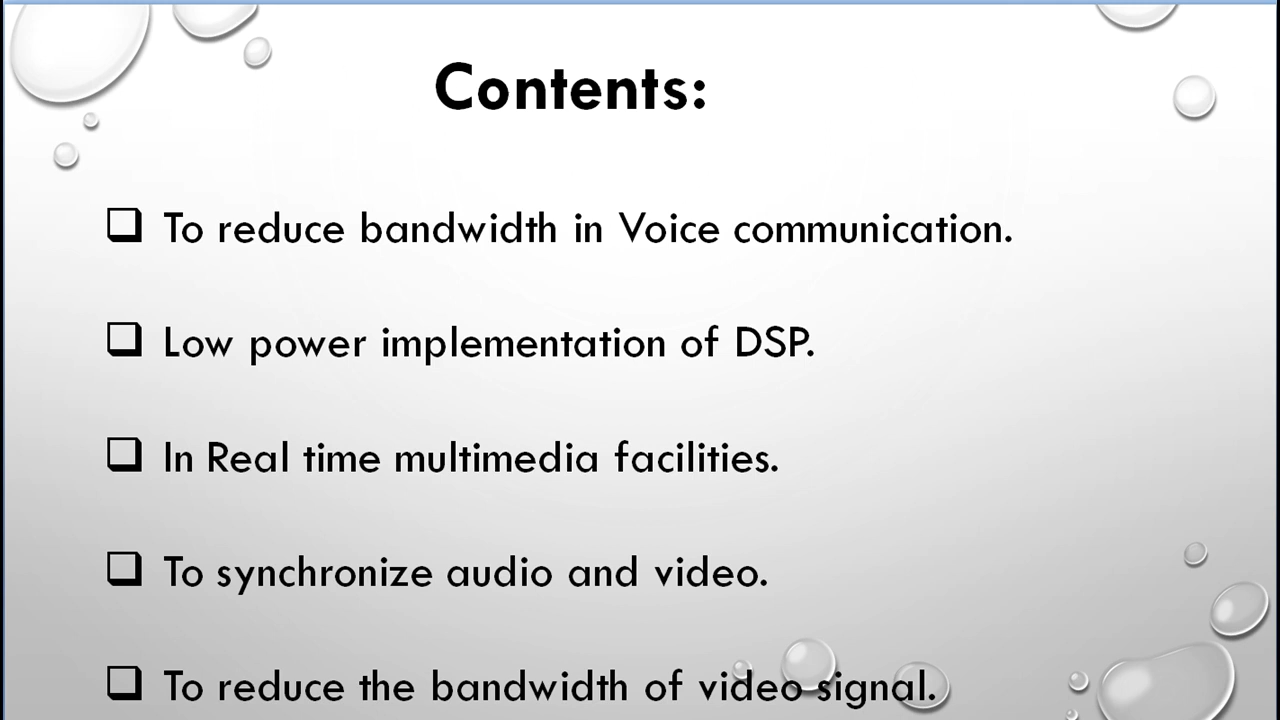 Contents:
To reduce bandwidth in Voice communication.
Low power implementation of DSP.
In Real time multimedia facilities.
To synchronize audio and video.
To reduce the bandwidth of video signal.